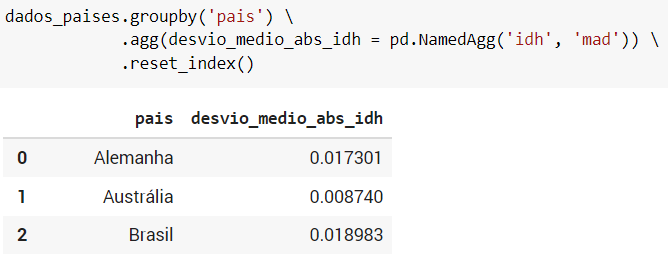 dados_paises.groupby('pais') \
.agg(desvio_medio_abs_idh = pd.NamedAgg('idh', 'mad')) \
.reset_index()
pais desvio_medio_abs_idh
0 Alemanha 0.017301
1 Austrália 0.008740
2 Brasil 0.018983